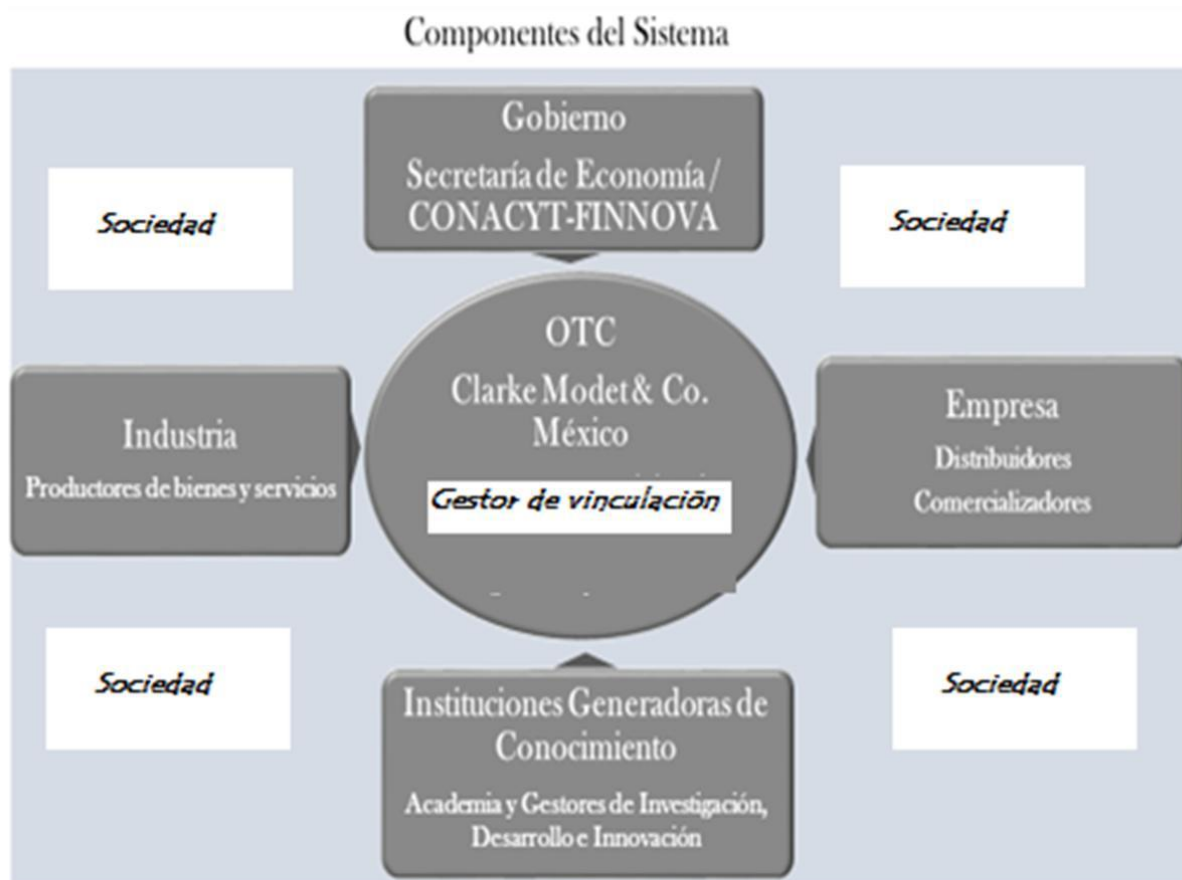 Componentes del Sistema
Gobierno
Secretaría de Economía /
CONACYT-FINNOVA
Sociedad
Sociedad
OTC
Clarke Modet & Co.
México
Gestor de vinculación
Industria
Productores de bienes y servicios
Empresa
Distribuidores
Comercializadores
Sociedad
Sociedad
Instituciones Generadoras de
Conocimiento
Academia y Gestores de Investigación,
Desarrollo e Innovación